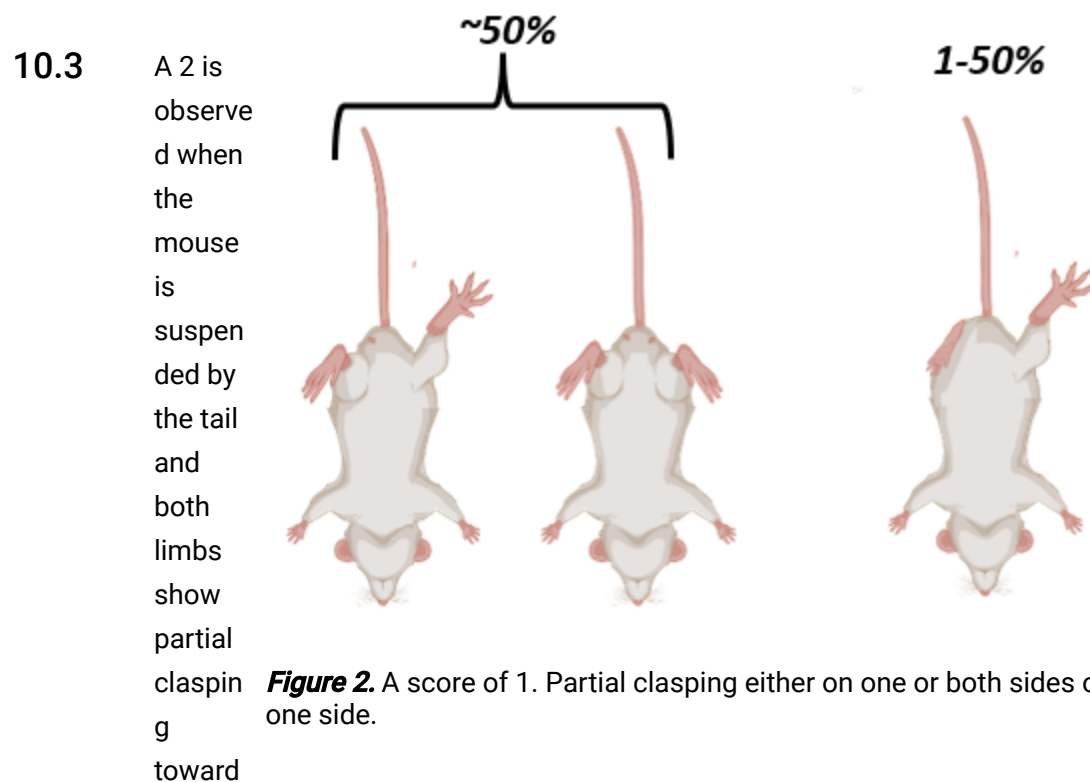 ~50%
1-50%
10.3
A 2 is
observe
d when
the
mouse
is
suspen
ded by
the tail
and
both
limbs
show
partial
claspin
g
toward
Figure 2. A score of 1. Partial clasping either on one or both sides
one side.